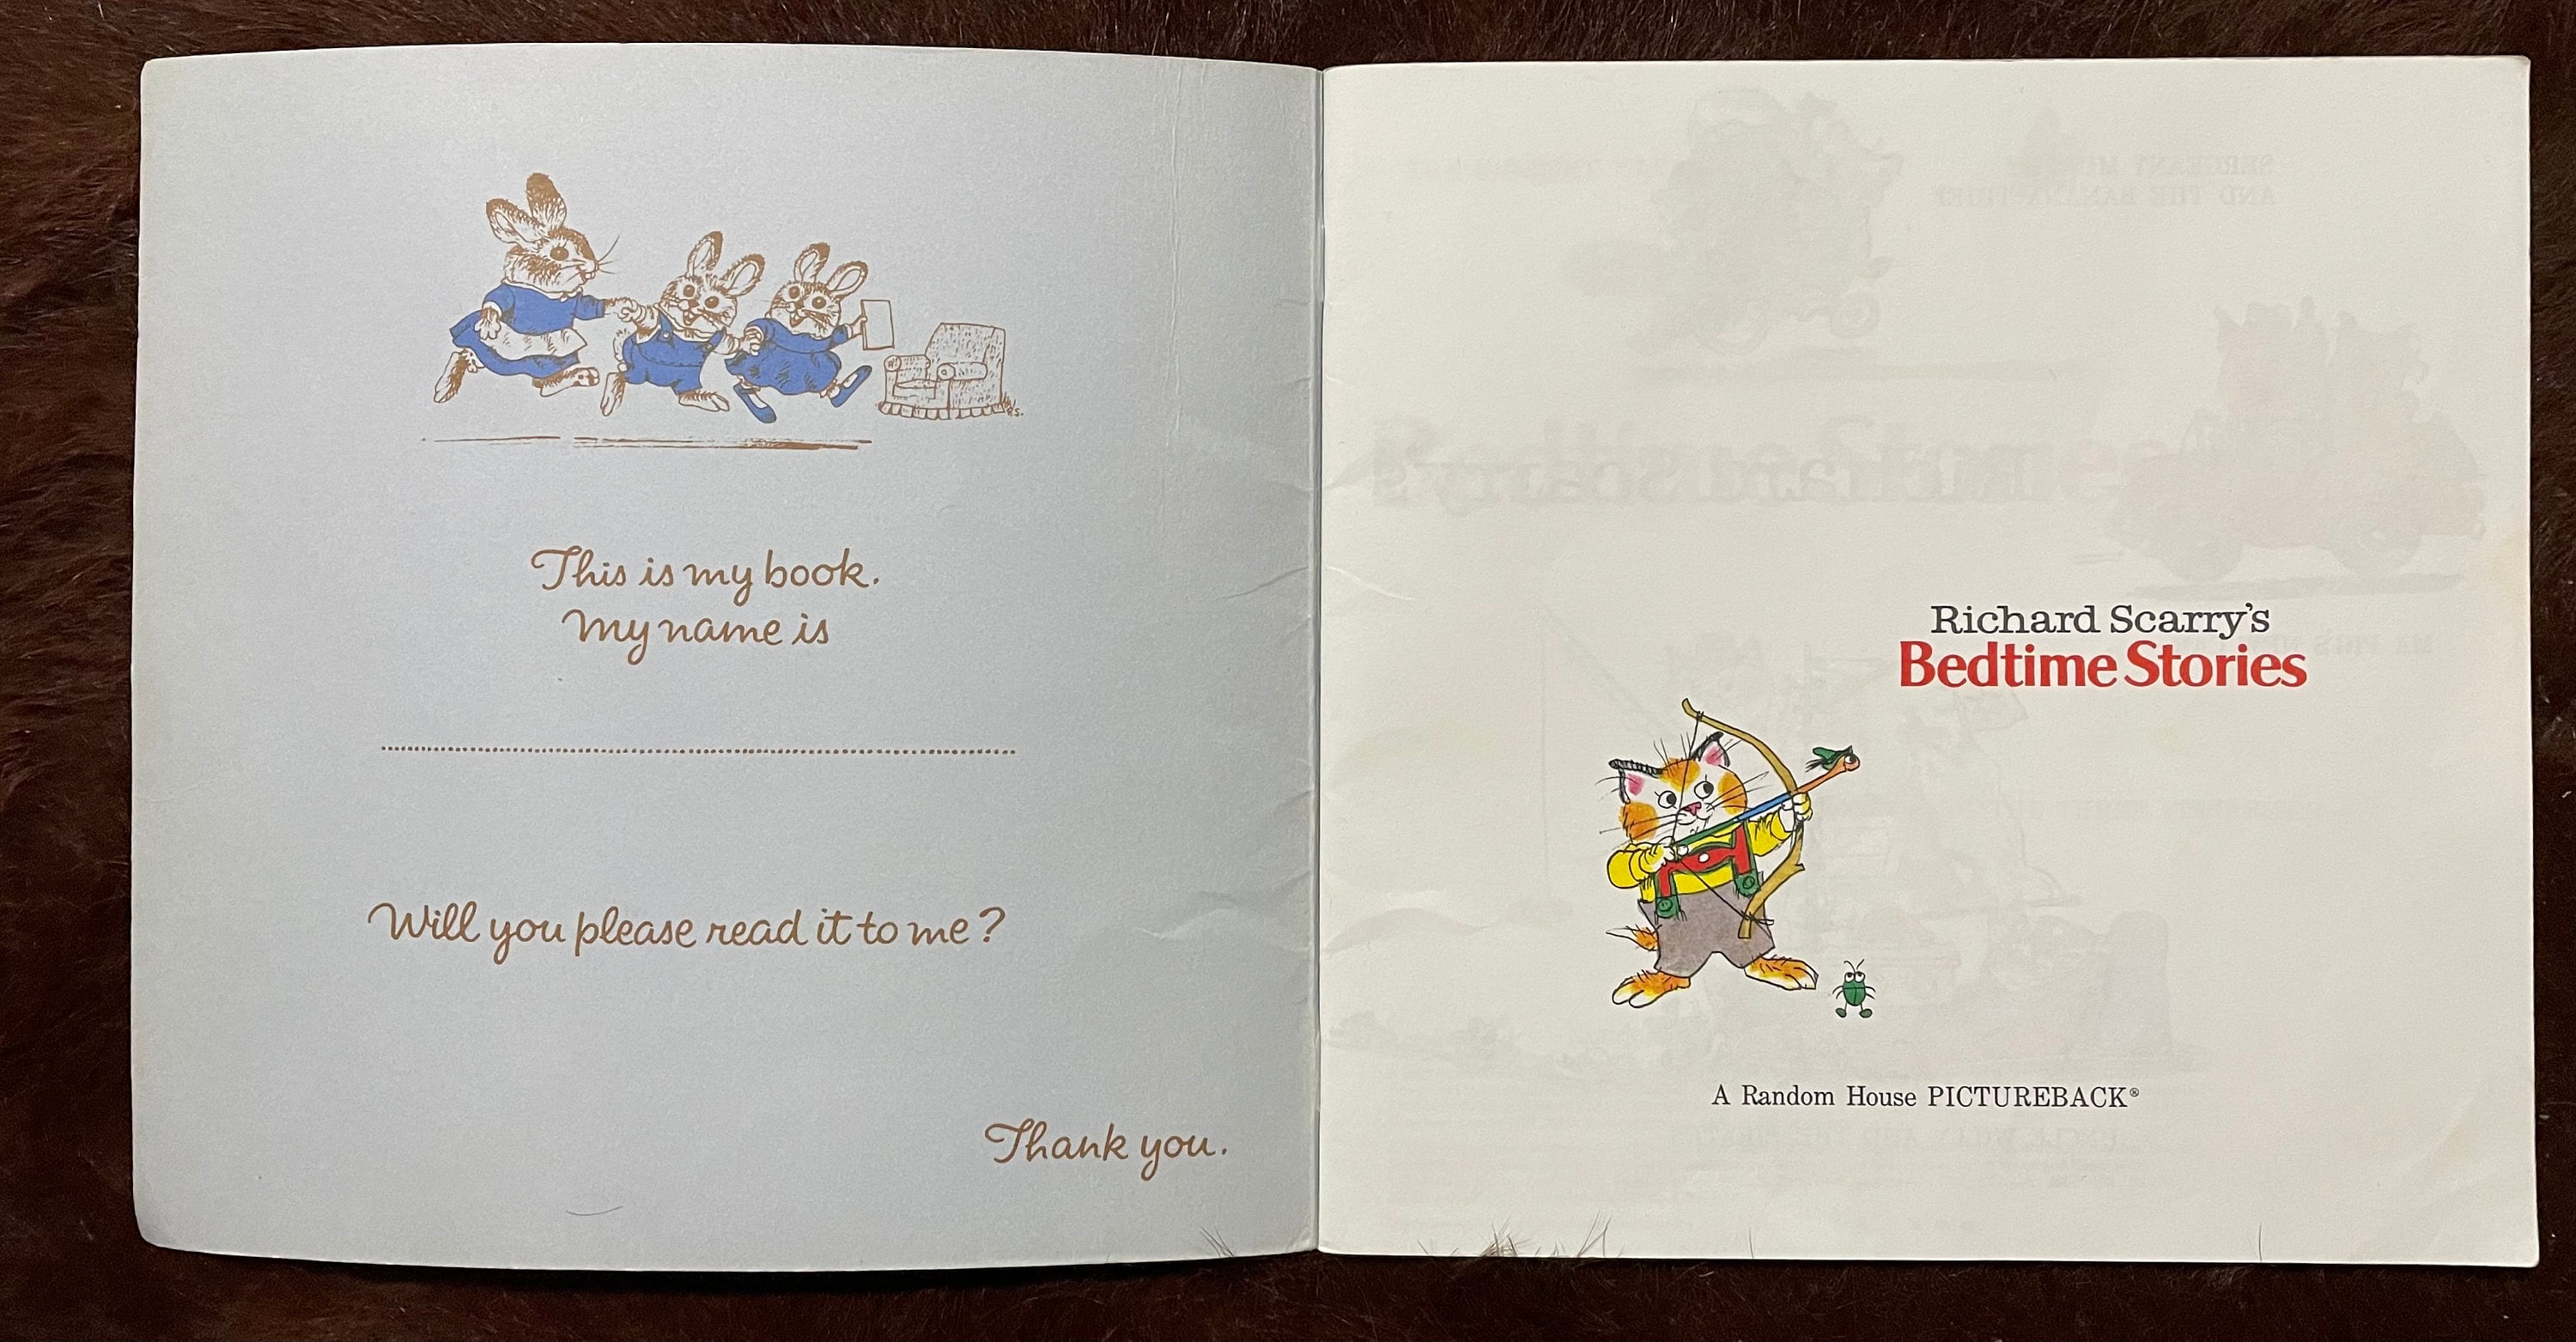 This is my book.
My name is
Will you please read it to me?
Thank you.
R.S.
Richard Scarry's
Bedtime Stories
A Random House PICTUREBACK®